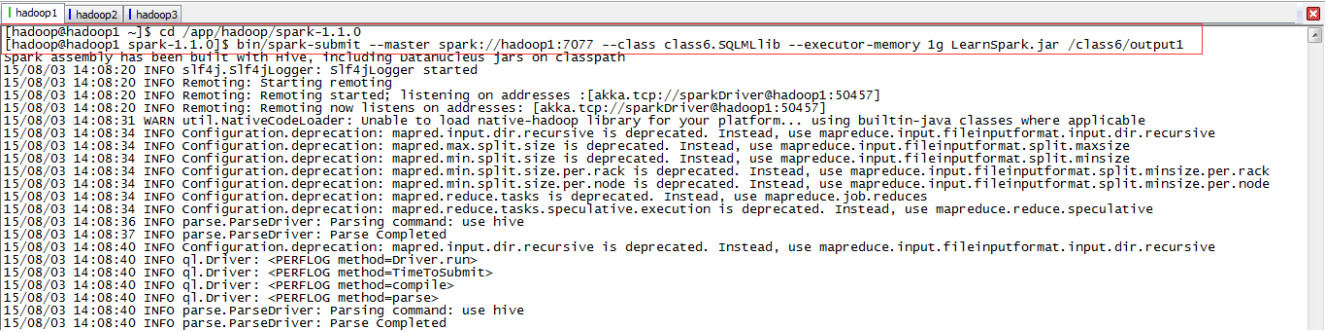 hadoop1 hadoop2 hadoop3
[hadoop@hadoop1 ~]$ cd /app/hadoop/spark-1.1.0
[hadoop@hadoop1 spark-1.1.0]$ bin/spark-submit --master spark://hadoop1:7077 --class class6.SQLMLlib --executor-memory 1g LearnSpark.jar /class6/output1
Spark assembly has been built with Hive, including Datanucleus jars on classpath
15/08/03 14:08:20 INFO slf4j.Slf4jLogger: Slf4jLogger started
15/08/03 14:08:20 INFO Remoting: Starting remoting
15/08/03 14:08:20 INFO Remoting: Remoting started; listening on addresses :[akka.tcp://sparkDriver@hadoop1:50457]
15/08/03 14:08:20 INFO Remoting: Remoting now listens on addresses: [akka.tcp://sparkDriver@hadoop1:50457]
15/08/03 14:08:31 WARN util.NativeCodeLoader: Unable to load native-hadoop library for your platform... using builtin-java classes where applicable
15/08/03 14:08:34 INFO Configuration.deprecation: mapred.input.dir.recursive is deprecated. Instead, use mapreduce.input.fileinputformat.input.dir.recursive
15/08/03 14:08:34 INFO Configuration.deprecation: mapred.max.split.size is deprecated. Instead, use mapreduce.input.fileinputformat.split.maxsize
15/08/03 14:08:34 INFO Configuration.deprecation: mapred.min.split.size is deprecated. Instead, use mapreduce.input.fileinputformat.split.minsize
15/08/03 14:08:34 INFO Configuration.deprecation: mapred.min.split.size.per.rack is deprecated. Instead, use mapreduce.input.fileinputformat.split.minsize.per.rack
15/08/03 14:08:34 INFO Configuration.deprecation: mapred.min.split.size.per.node is deprecated. Instead, use mapreduce.input.fileinputformat.split.minsize.per.node
15/08/03 14:08:34 INFO Configuration.deprecation: mapred.reduce.tasks is deprecated. Instead, use mapreduce.job.reduces
15/08/03 14:08:34 INFO Configuration.deprecation: mapred.reduce.tasks.speculative.execution is deprecated. Instead, use mapreduce.reduce.speculative
15/08/03 14:08:36 INFO parse.ParseDriver: Parsing command: use hive
15/08/03 14:08:37 INFO parse.ParseDriver: Parse Completed
15/08/03 14:08:40 INFO Configuration.deprecation: mapred.input.dir.recursive is deprecated. Instead, use mapreduce.input.fileinputformat.input.dir.recursive
15/08/03 14:08:40 INFO ql.Driver: <PERFLOG method=Driver.run>
15/08/03 14:08:40 INFO ql.Driver: <PERFLOG method=TimeToSubmit>
15/08/03 14:08:40 INFO ql.Driver: <PERFLOG method=compile>
15/08/03 14:08:40 INFO ql.Driver: <PERFLOG method=parse>
15/08/03 14:08:40 INFO parse.ParseDriver: Parsing command: use hive
15/08/03 14:08:40 INFO parse.ParseDriver: Parse Completed